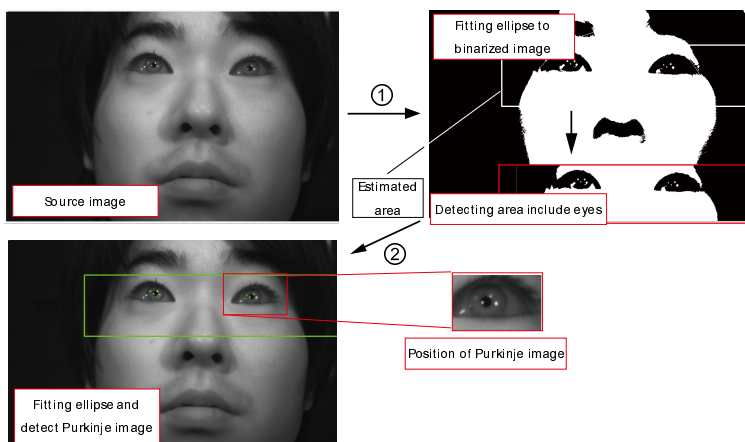 Source image
①
Fitting ellipse to
binarized image
Estimated
area
Detecting area include eyes
②
Fitting ellipse and
detect Purkinje image
Position of Purkinje image